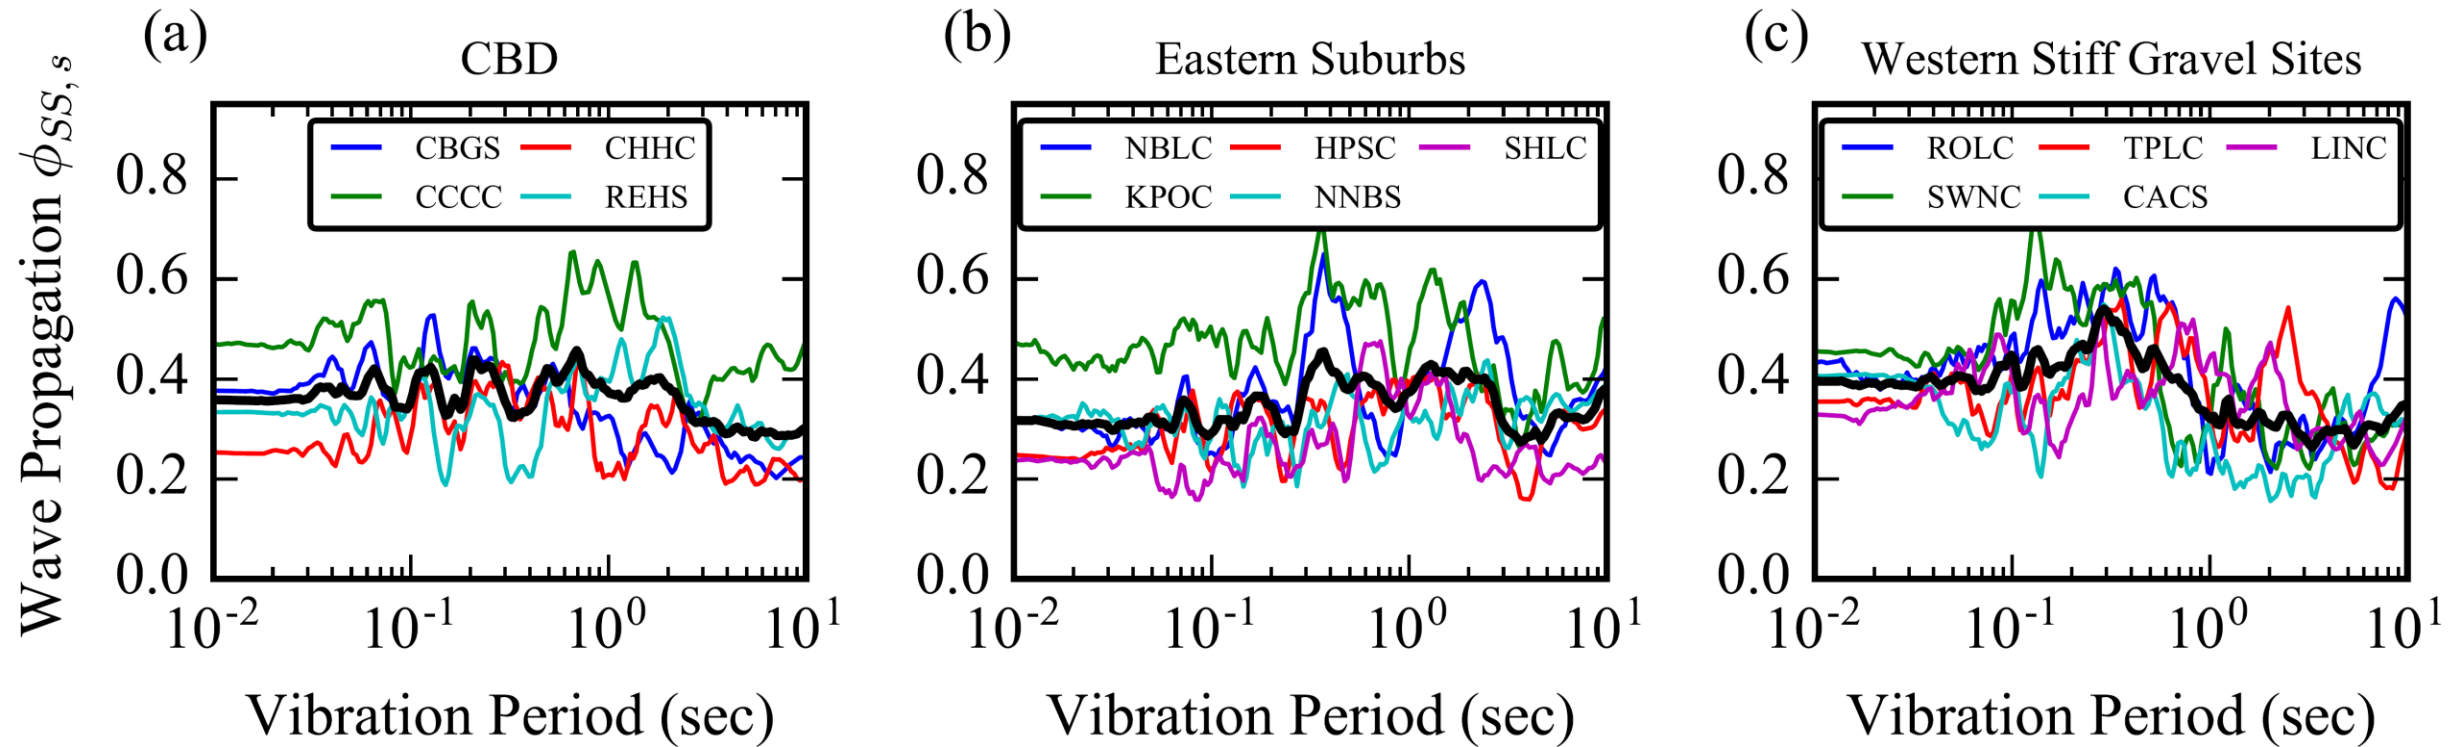 (a)
CBD
(b)
Eastern Suburbs
(c)
Western Stiff Gravel Sites
Wave Propagation ϕSS,s
CBGS CHHC
CCCC REHS
0.8
0.6
0.4
0.2
0.0
10-2 10-1 100 101
Vibration Period (sec)
NBLC HPSC SHLC
KPOC NNBS
0.8
0.6
0.4
0.2
0.0
10-2 10-1 100 101
Vibration Period (sec)
ROLC TPLC LINC
SWNC CACS
0.8
0.6
0.4
0.2
0.0
10-2 10-1 100 101
Vibration Period (sec)